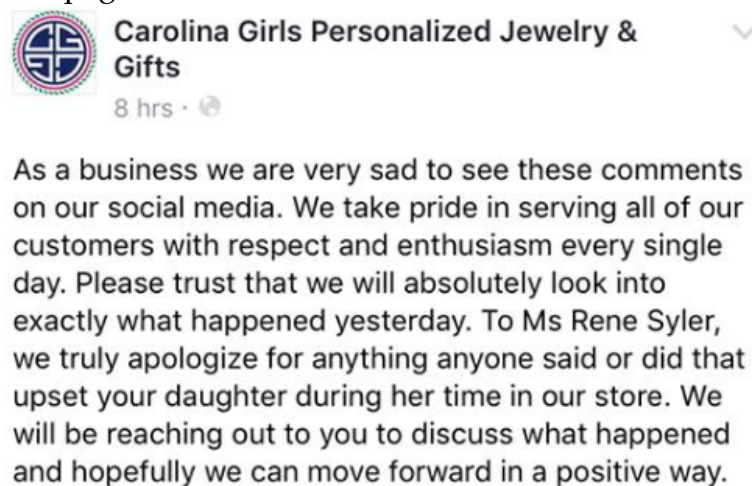 Carolina Girls Personalized Jewelry &
Gifts
8 hrs ·
As a business we are very sad to see these comments
on our social media. We take pride in serving all of our
customers with respect and enthusiasm every single
day. Please trust that we will absolutely look into
exactly what happened yesterday. To Ms Rene Syler,
we truly apologize for anything anyone said or did that
upset your daughter during her time in our store. We
will be reaching out to you to discuss what happened
and hopefully we can move forward in a positive way.